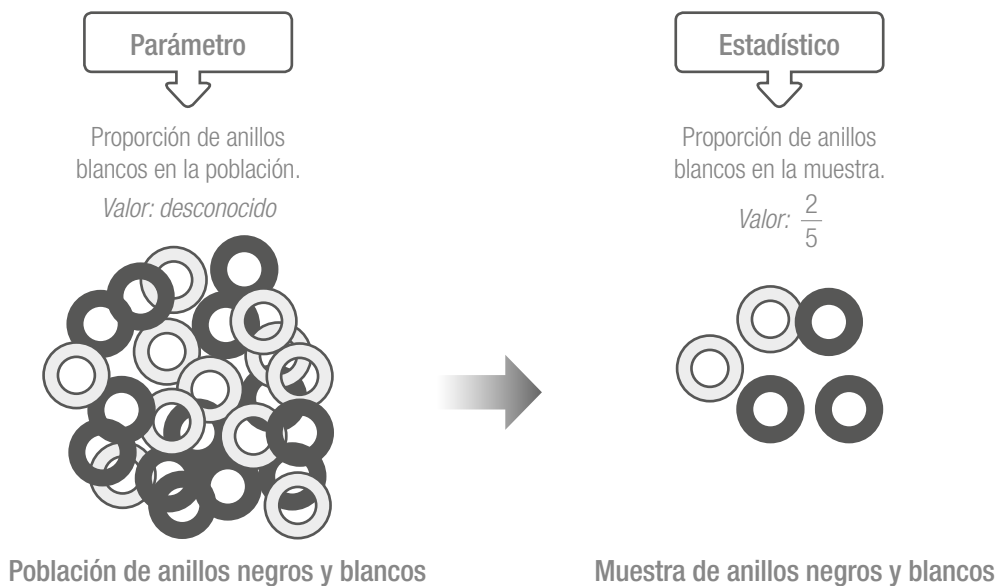 Parámetro
Proporción de anillos
blancos en la población.
Valor: desconocido
Población de anillos negros y blancos
Estadístico
Proporción de anillos
blancos en la muestra.
Valor: 2/5
Muestra de anillos negros y blancos